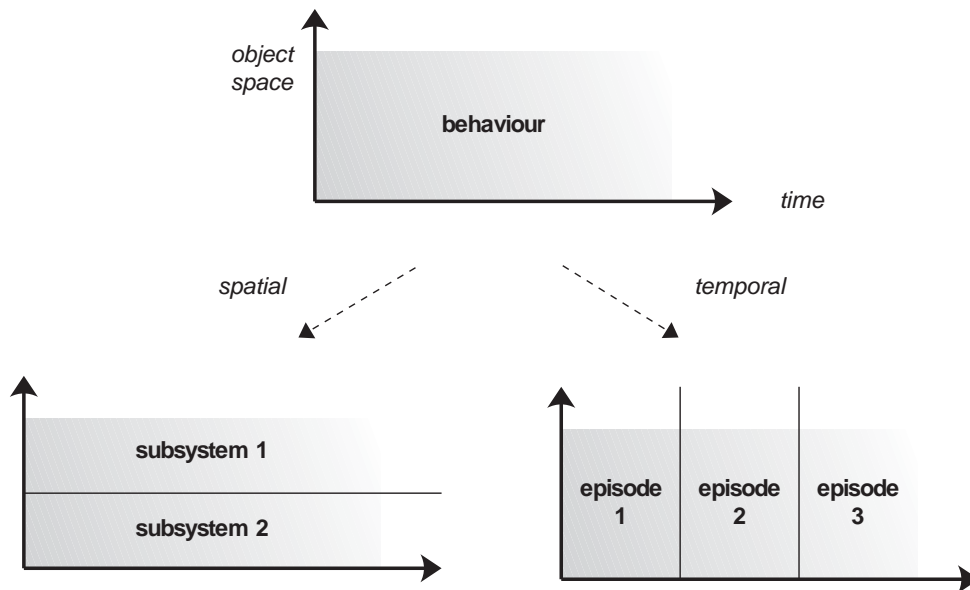 object
space
behaviour
time
spatial
temporal
subsystem 1
subsystem 2
episode
1
episode
2
episode
3